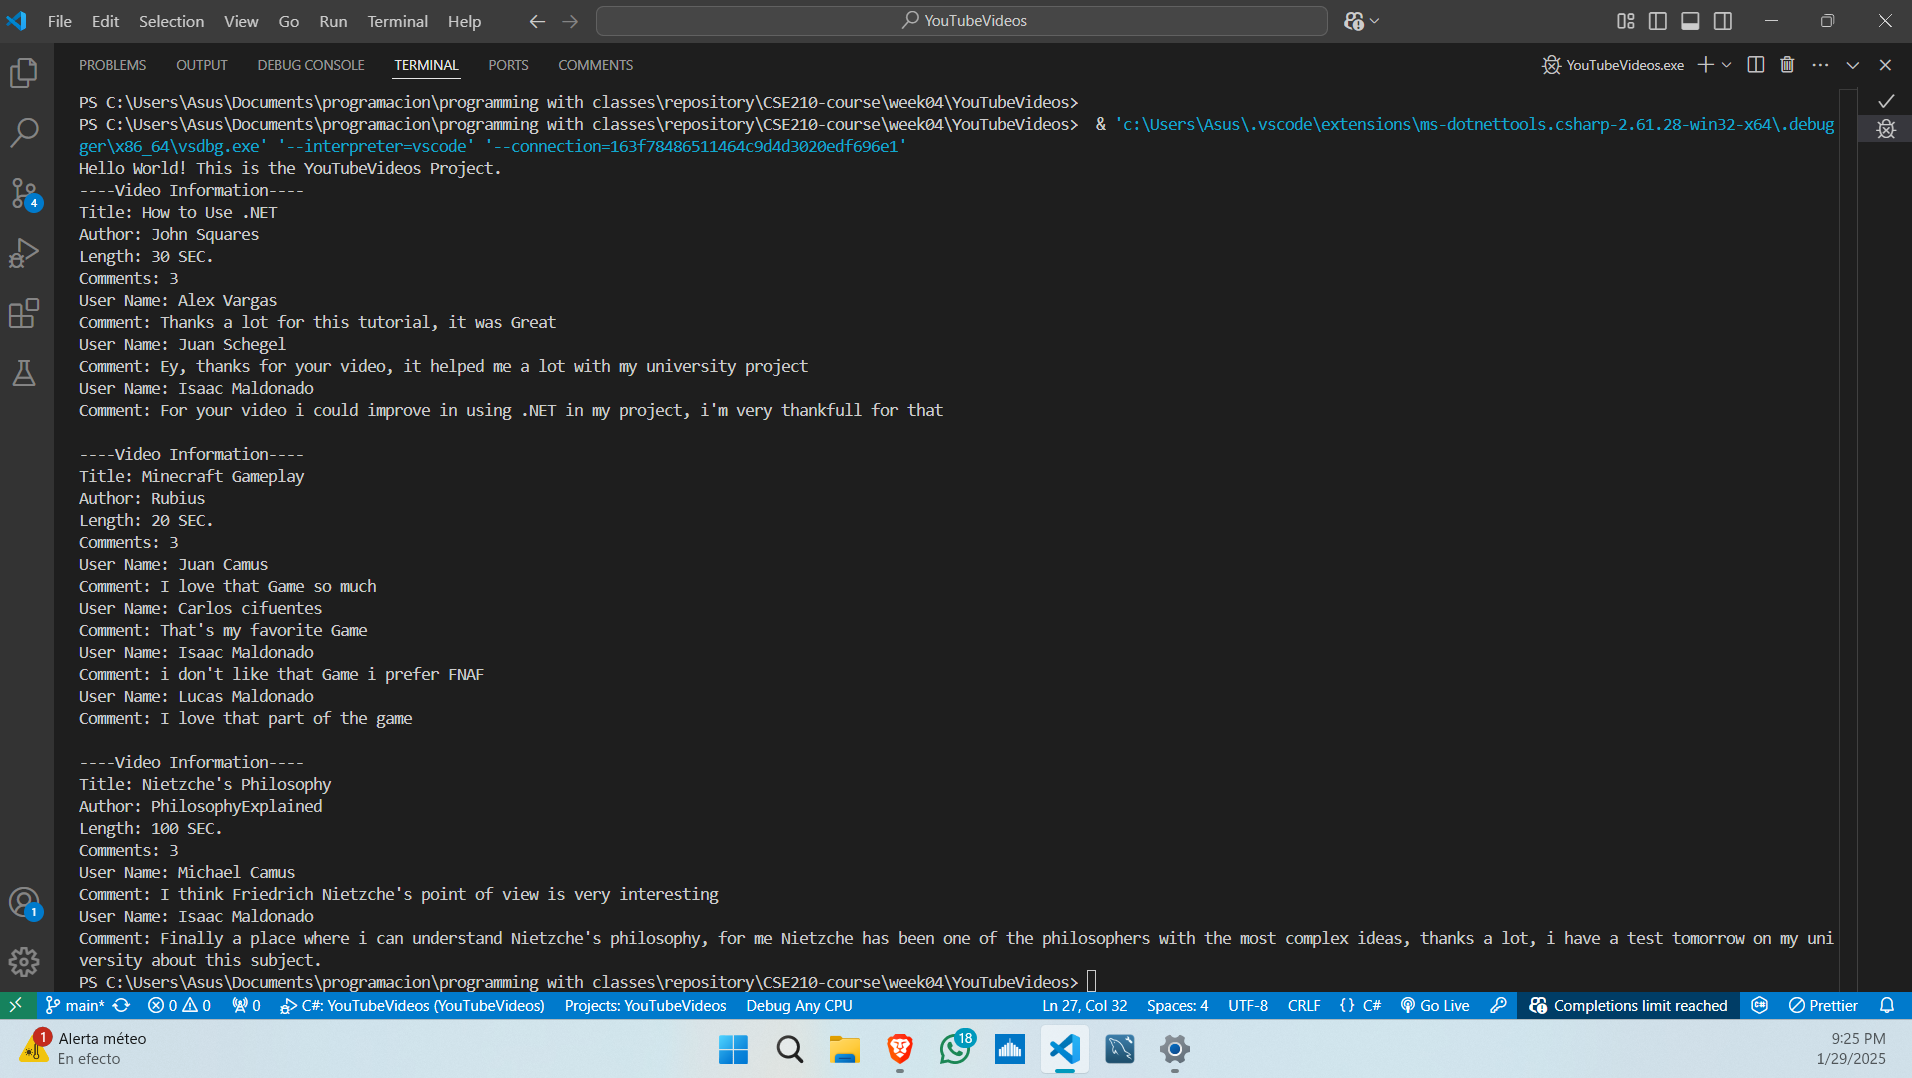 File Edit Selection View Go Run Terminal Help
YouTubeVideos
PROBLEMS OUTPUT DEBUG CONSOLE TERMINAL PORTS COMMENTS
YouTubeVideos.exe
PS C:\Users\Asus\Documents\programacion\programming with classes\repository\CSE210-course\week04\YouTubeVideos>
PS C:\Users\Asus\Documents\programacion\programming with classes\repository\CSE210-course\week04\YouTubeVideos>  & 'c:\Users\Asus\.vscode\extensions\ms-dotnettools.csharp-2.61.28-win32-x64\.debug
ger\x86_64\vsdbg.exe' '--interpreter=vscode' '--connection=163f78486511464c9d4d3020edf696e1'
Hello World! This is the YouTubeVideos Project.
----Video Information----
Title: How to Use .NET
Author: John Squares
Length: 30 SEC.
Comments: 3
User Name: Alex Vargas
Comment: Thanks a lot for this tutorial, it was Great
User Name: Juan Schegel
Comment: Ey, thanks for your video, it helped me a lot with my university project
User Name: Isaac Maldonado
Comment: For your video i could improve in using .NET in my project, i'm very thankfull for that
----Video Information----
Title: Minecraft Gameplay
Author: Rubius
Length: 20 SEC.
Comments: 3
User Name: Juan Camus
Comment: I love that Game so much
User Name: Carlos cifuentes
Comment: That's my favorite Game
User Name: Isaac Maldonado
Comment: i don't like that Game i prefer FNAF
User Name: Lucas Maldonado
Comment: I love that part of the game
----Video Information----
Title: Nietzche's Philosophy
Author: PhilosophyExplained
Length: 100 SEC.
Comments: 3
User Name: Michael Camus
Comment: I think Friedrich Nietzche's point of view is very interesting
User Name: Isaac Maldonado
Comment: Finally a place where i can understand Nietzche's philosophy, for me Nietzche has been one of the philosophers with the most complex ideas, thanks a lot, i have a test tomorrow on my uni
versity about this subject.
PS C:\Users\Asus\Documents\programacion\programming with classes\repository\CSE210-course\week04\YouTubeVideos>
4
1
main* 0 0 0 C#: YouTubeVideos (YouTubeVideos) Projects: YouTubeVideos Debug Any CPU Ln 27, Col 32 Spaces: 4 UTF-8 CRLF {} C# Go Live Completions limit reached Prettier
1 Alerta méteo
En efecto
18
9:25 PM
1/29/2025